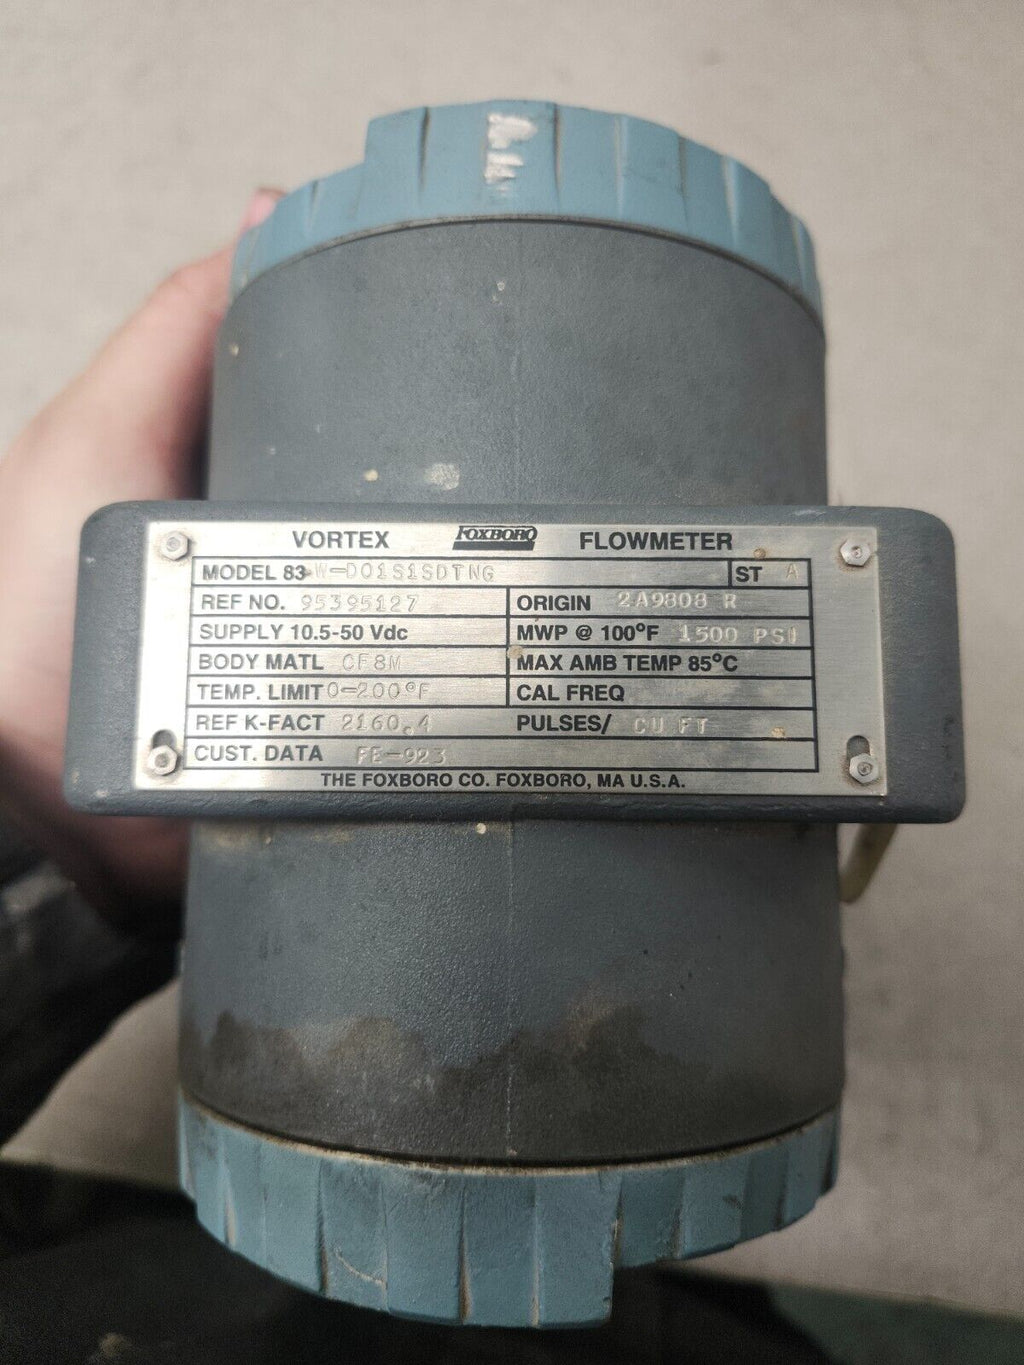 VORTEX FOXBORO FLOWMETER
MODEL 83 W-D01S1SDTNG ST A
REF NO. 95395127 ORIGIN 2A9808 R
SUPPLY 10.5-50 Vdc MWP @ 100°F 1500 PSI
BODY MATL CF8M MAX AMB TEMP 85°C
TEMP. LIMIT 0-200°F CAL FREQ
REF K-FACT 2160.4 PULSES/ CU FT
CUST. DATA FE-923
THE FOXBORO CO. FOXBORO, MA U.S.A.